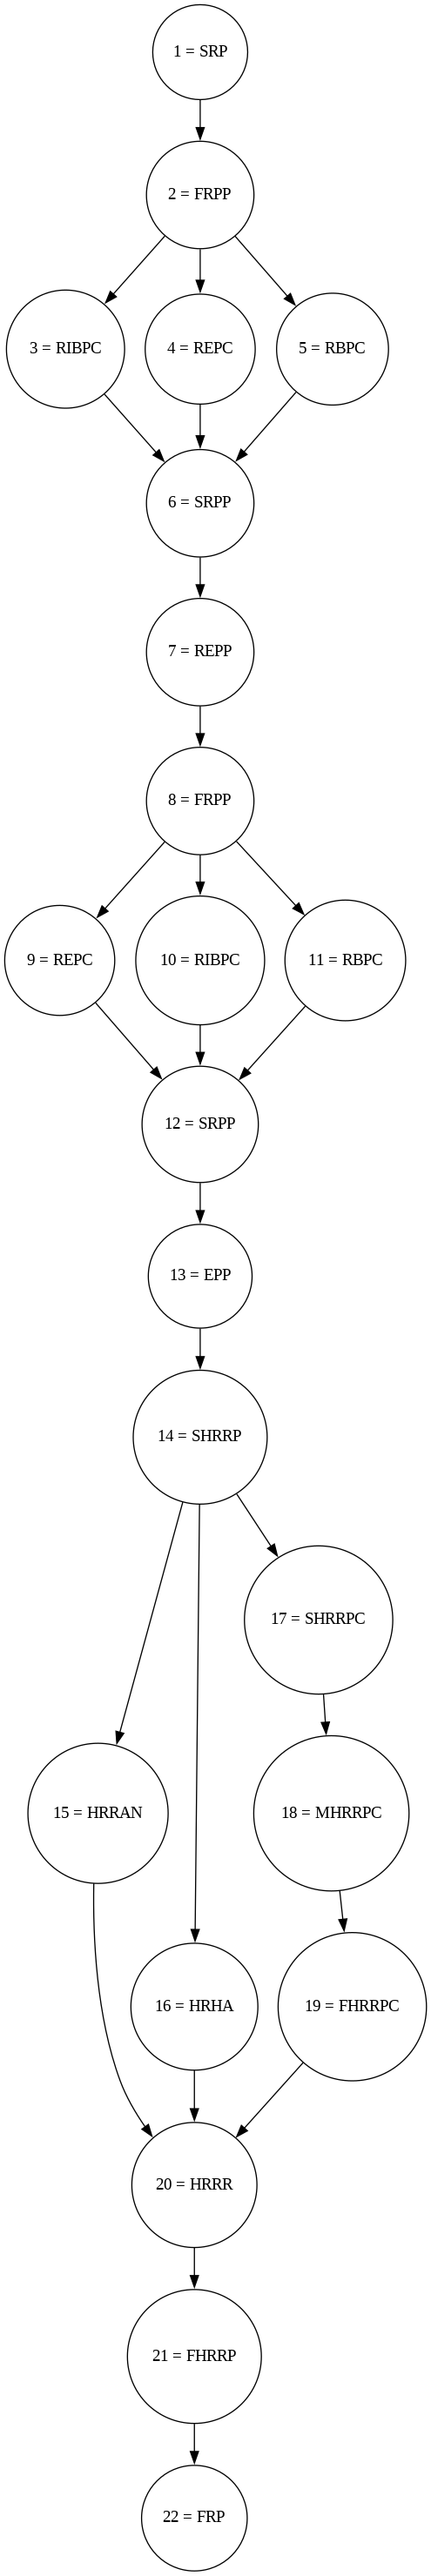 1 = SRP
2 = FRPP
3 = RIBPC
4 = REPC
5 = RBPC
6 = SRPP
7 = REPP
8 = FRPP
9 = REPC
10 = RIBPC
11 = RBPC
12 = SRPP
13 = EPP
14 = SHRRP
17 = SHRRPC
15 = HRRAN
18 = MHRRPC
16 = HRHA
19 = FHRRPC
20 = HRRR
21 = FHRRP
22 = FRP